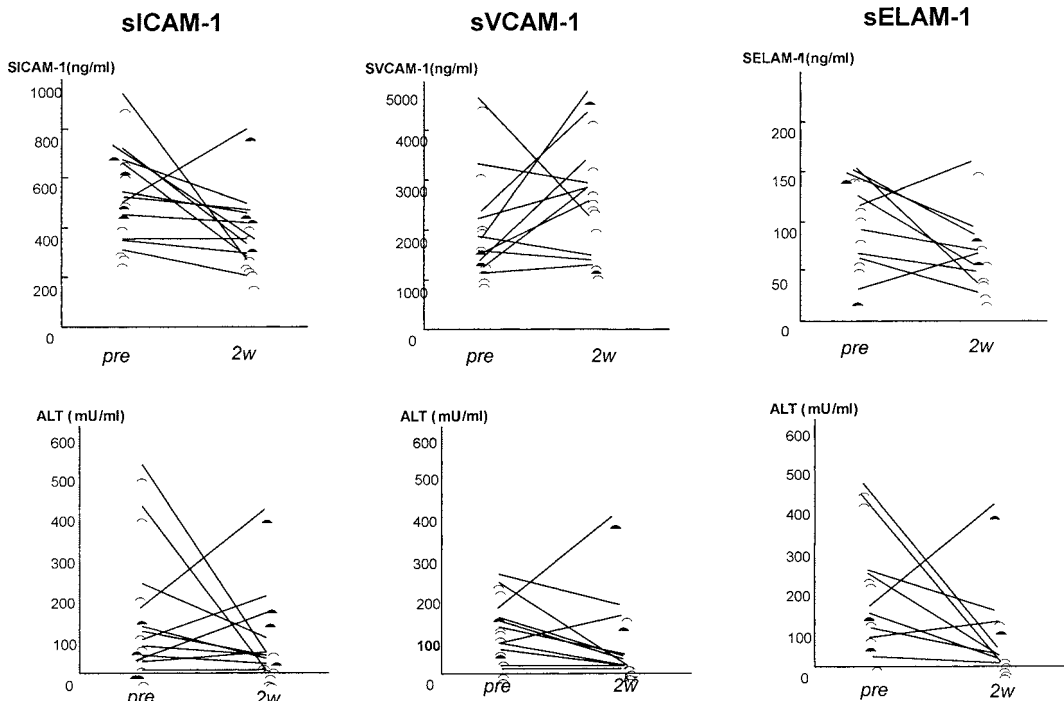 sICAM-1
sVCAM-1
sELAM-1
SICAM-1(ng/ml)
1000
800
600
400
200
0
pre
2w
SVCAM-1(ng/ml)
5000
4000
3000
2000
1000
0
pre
2w
SELAM-1(ng/ml)
200
150
100
50
0
pre
2w
ALT ( mU/ml)
600
500
400
300
200
100
0
pre
2w
ALT ( mU/ml)
600
500
400
300
200
100
0
pre
2w
ALT ( mU/ml)
600
500
400
300
200
100
0
pre
2w